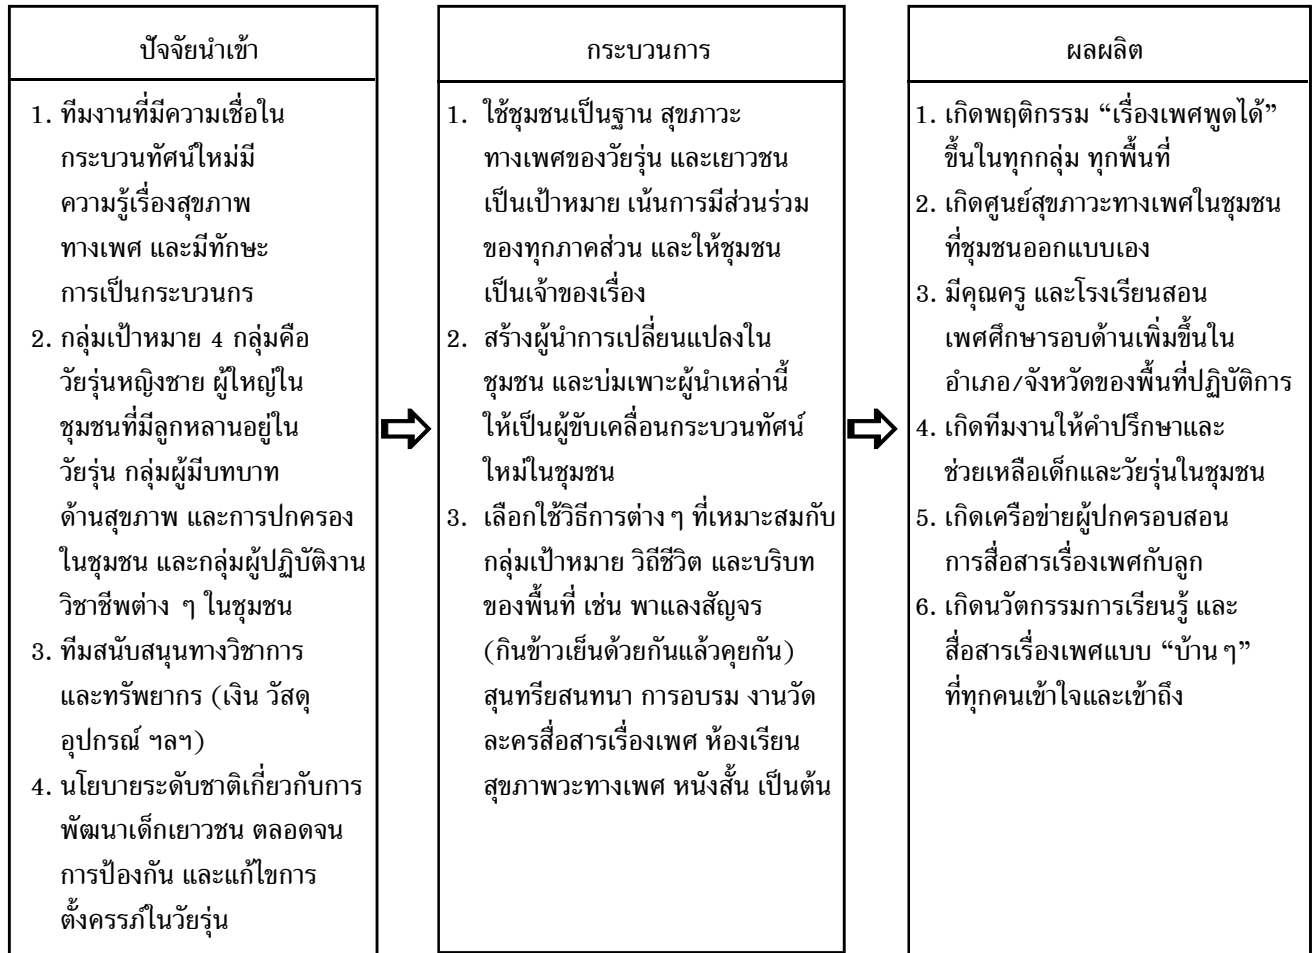 ปัจจัยนำเข้า
1. ทีมงานที่มีความเชื่อใน
กระบวนทัศน์ใหม่มี
ความรู้เรื่องสุขภาพ
ทางเพศ และมีทักษะ
การเป็นกระบวนกร
2. กลุ่มเป้าหมาย 4 กลุ่มคือ
วัยรุ่นหญิงชาย ผู้ใหญ่ใน
ชุมชนที่มีลูกหลานอยู่ใน
วัยรุ่น กลุ่มผู้มีบทบาท
ด้านสุขภาพ และการปกครอง
ในชุมชน และกลุ่มผู้ปฏิบัติงาน
วิชาชีพต่าง ๆ ในชุมชน
3. ทีมสนับสนุนทางวิชาการ
และทรัพยากร (เงิน วัสดุ
อุปกรณ์ ฯลฯ)
4. นโยบายระดับชาติเกี่ยวกับการ
พัฒนาเด็กเยาวชน ตลอดจน
การป้องกัน และแก้ไขการ
ตั้งครรภ์ในวัยรุ่น
กระบวนการ
1. ใช้ชุมชนเป็นฐาน สุขภาวะ
ทางเพศของวัยรุ่น และเยาวชน
เป็นเป้าหมาย เน้นการมีส่วนร่วม
ของทุกภาคส่วน และให้ชุมชน
เป็นเจ้าของเรื่อง
2. สร้างผู้นำการเปลี่ยนแปลงใน
ชุมชน และบ่มเพาะผู้นำเหล่านี้
ให้เป็นผู้ขับเคลื่อนกระบวนทัศน์
ใหม่ในชุมชน
3. เลือกใช้วิธีการต่าง ๆ ที่เหมาะสมกับ
กลุ่มเป้าหมาย วิถีชีวิต และบริบท
ของพื้นที่ เช่น พาแลงสัญจร
(กินข้าวเย็นด้วยกันแล้วคุยกัน)
สุนทรียสนทนา การอบรม งานวัด
ละครสื่อสารเรื่องเพศ ห้องเรียน
สุขภาพวะทางเพศ หนังสั้น เป็นต้น
ผลผลิต
1. เกิดพฤติกรรม “เรื่องเพศพูดได้”
ขึ้นในทุกกลุ่ม ทุกพื้นที่
2. เกิดศูนย์สุขภาวะทางเพศในชุมชน
ที่ชุมชนออกแบบเอง
3. มีคุณครู และโรงเรียนสอน
เพศศึกษารอบด้านเพิ่มขึ้นใน
อำเภอ/จังหวัดของพื้นที่ปฏิบัติการ
4. เกิดทีมงานให้คำปรึกษาและ
ช่วยเหลือเด็กและวัยรุ่นในชุมชน
5. เกิดเครือข่ายผู้ปกครอบสอน
การสื่อสารเรื่องเพศกับลูก
6. เกิดนวัตกรรมการเรียนรู้ และ
สื่อสารเรื่องเพศแบบ “บ้าน ๆ”
ที่ทุกคนเข้าใจและเข้าถึง